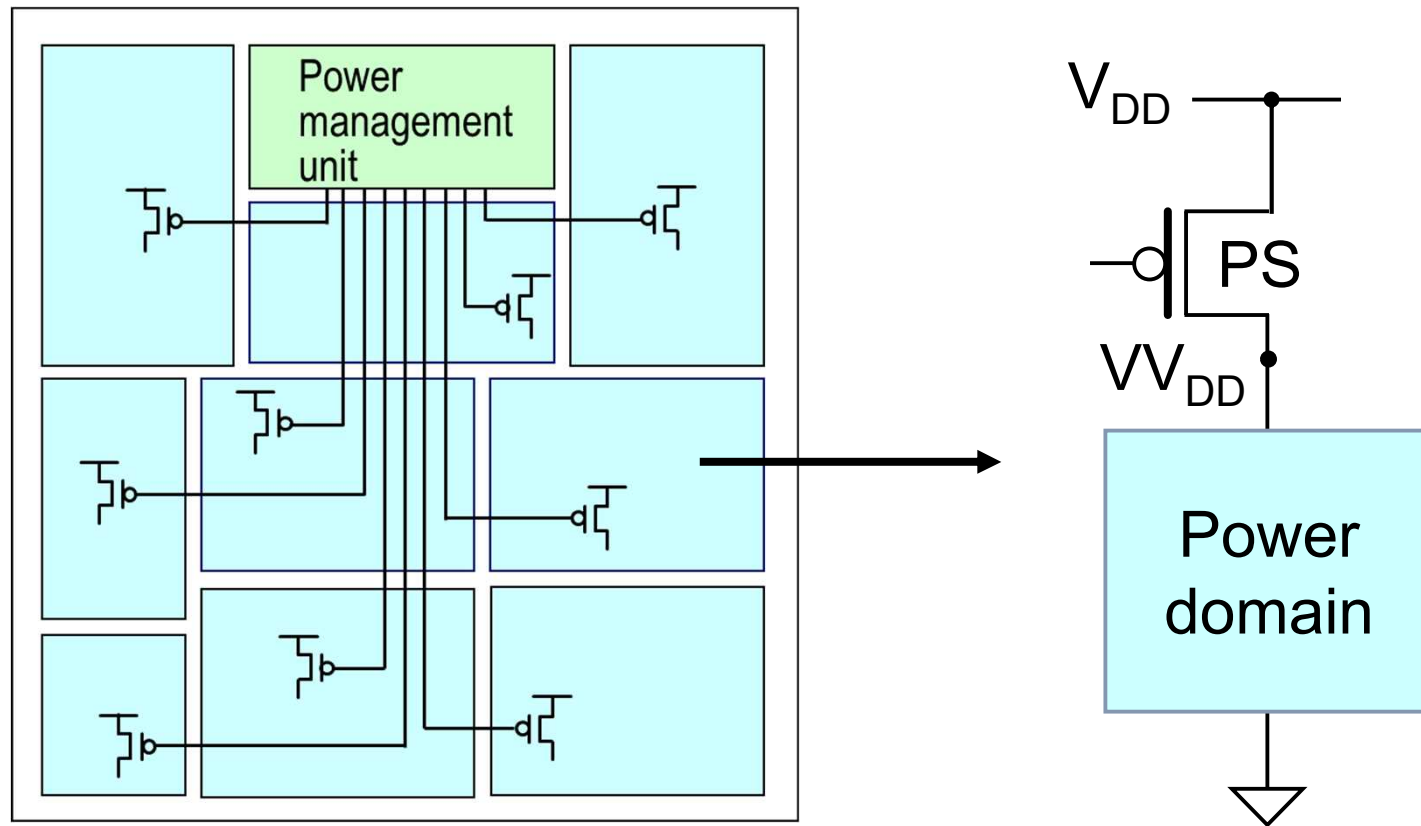 Power
management
unit
VDD
PS
VVDD
Power
domain